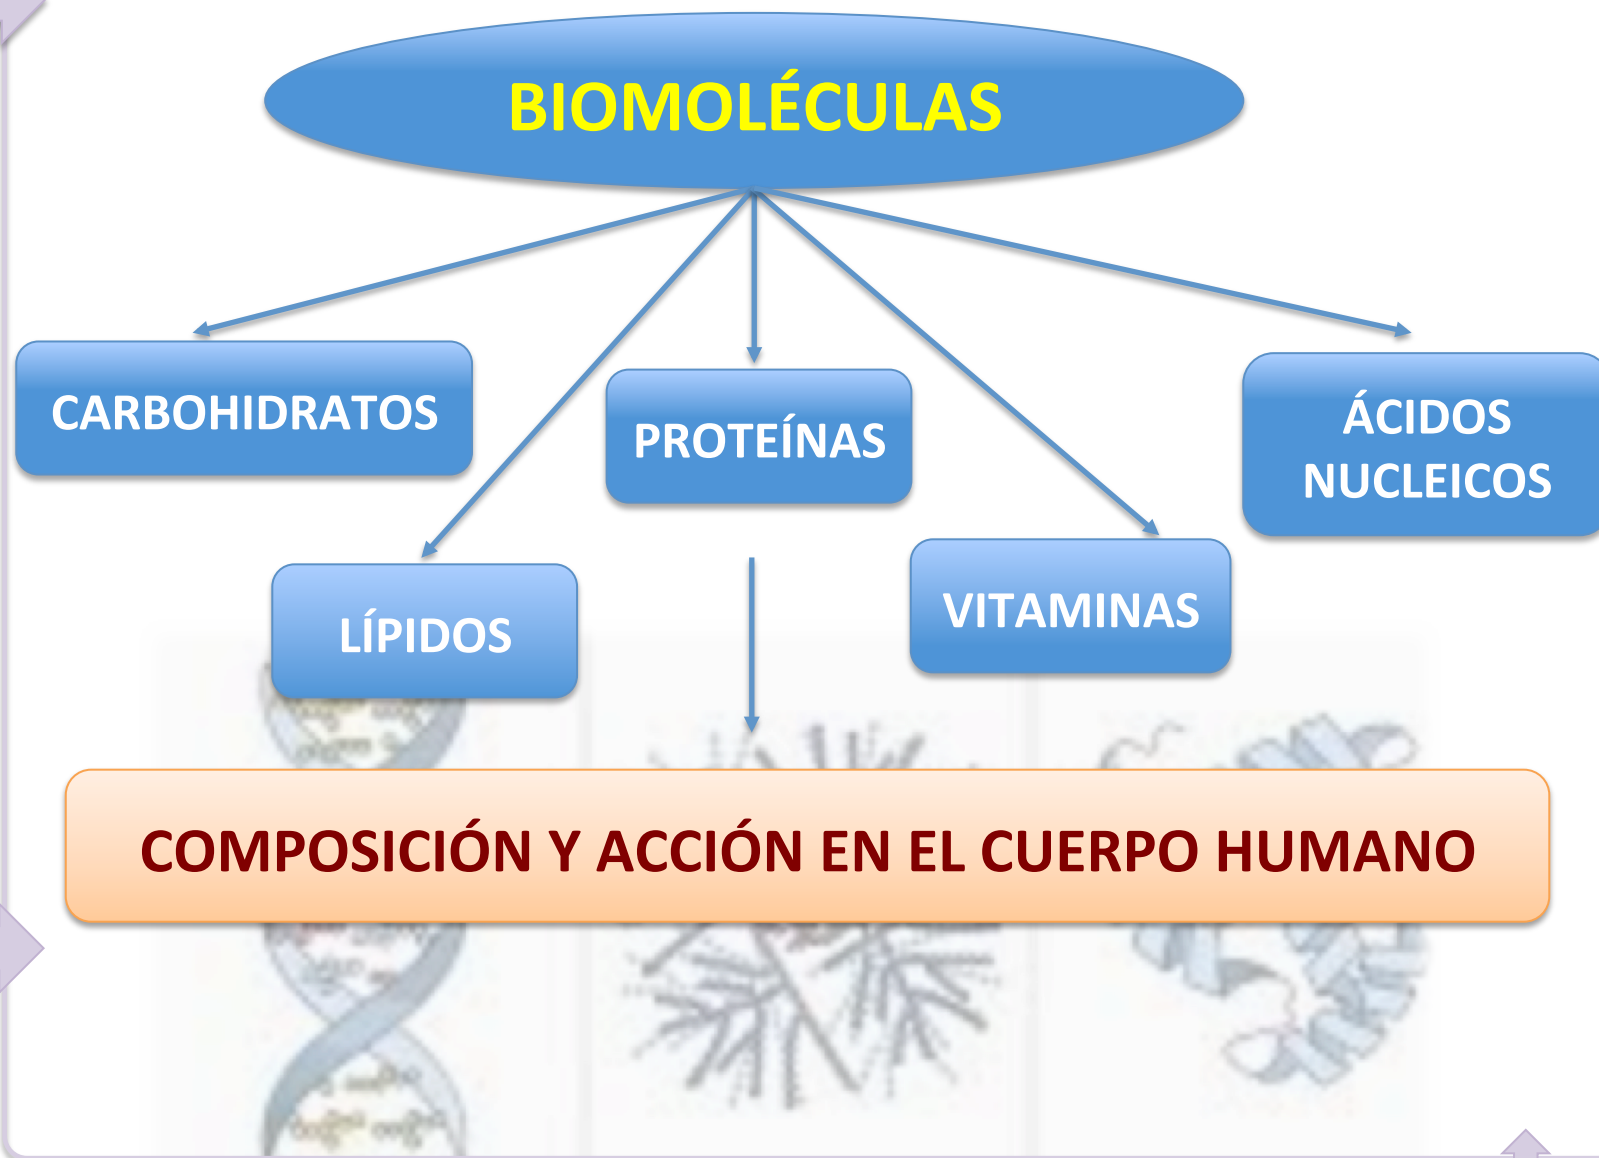 BIOMOLÉCULAS
CARBOHIDRATOS
PROTEÍNAS
ÁCIDOS
NUCLEICOS
LÍPIDOS
VITAMINAS
COMPOSICIÓN Y ACCIÓN EN EL CUERPO HUMANO